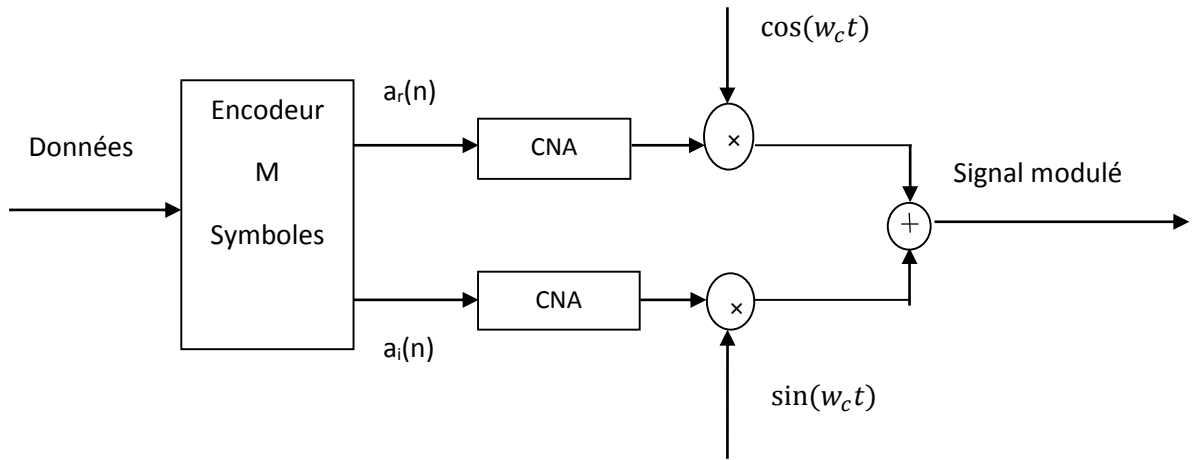 cos(w_c t)
a_r(n)
Encodeur
M
Symboles
Données
CNA
×
Signal modulé
+
CNA
×
a_i(n)
sin(w_c t)